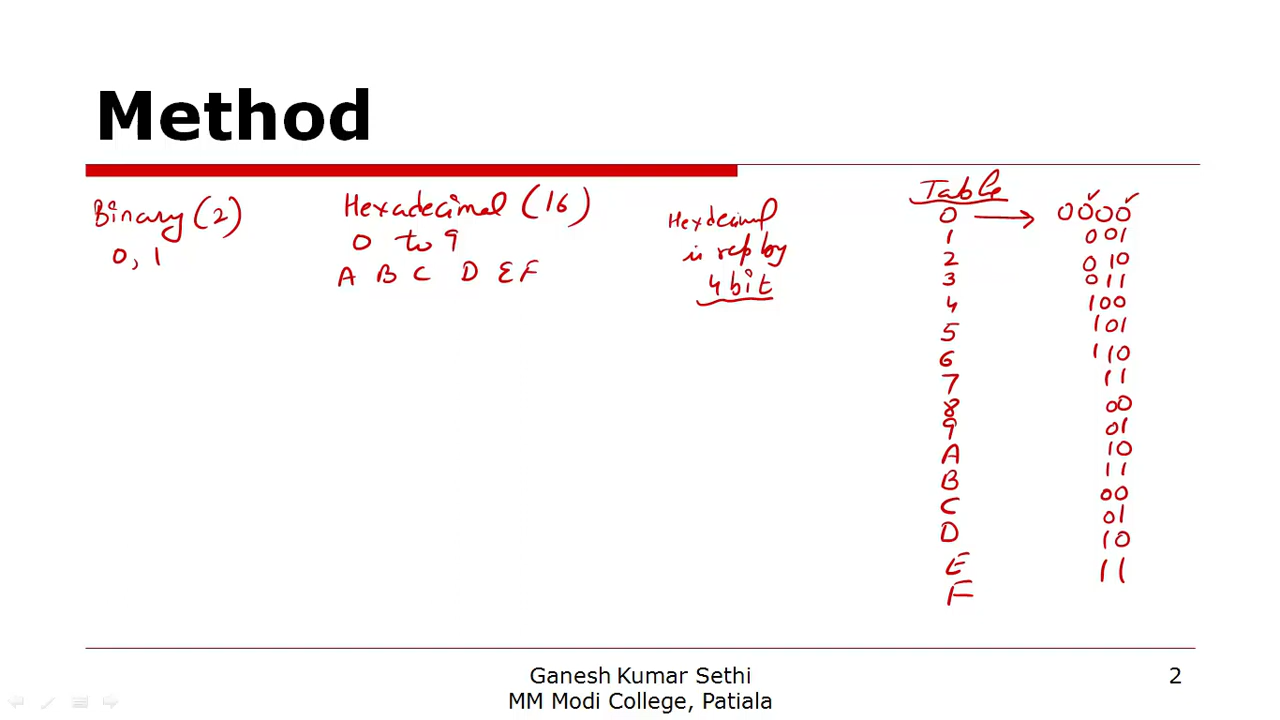 Method
Binary (2)
0, 1
Hexadecimal (16)
0 to 9
A B C D E F
Hexdecimal
is rep by
4 bit
Table
0 → 0000
1 001
2 010
3 011
4 100
5 101
6 110
7 11
8 00
9 01
A 10
B 11
C 00
D 01
E 10
F 11
Ganesh Kumar Sethi
MM Modi College, Patiala
2